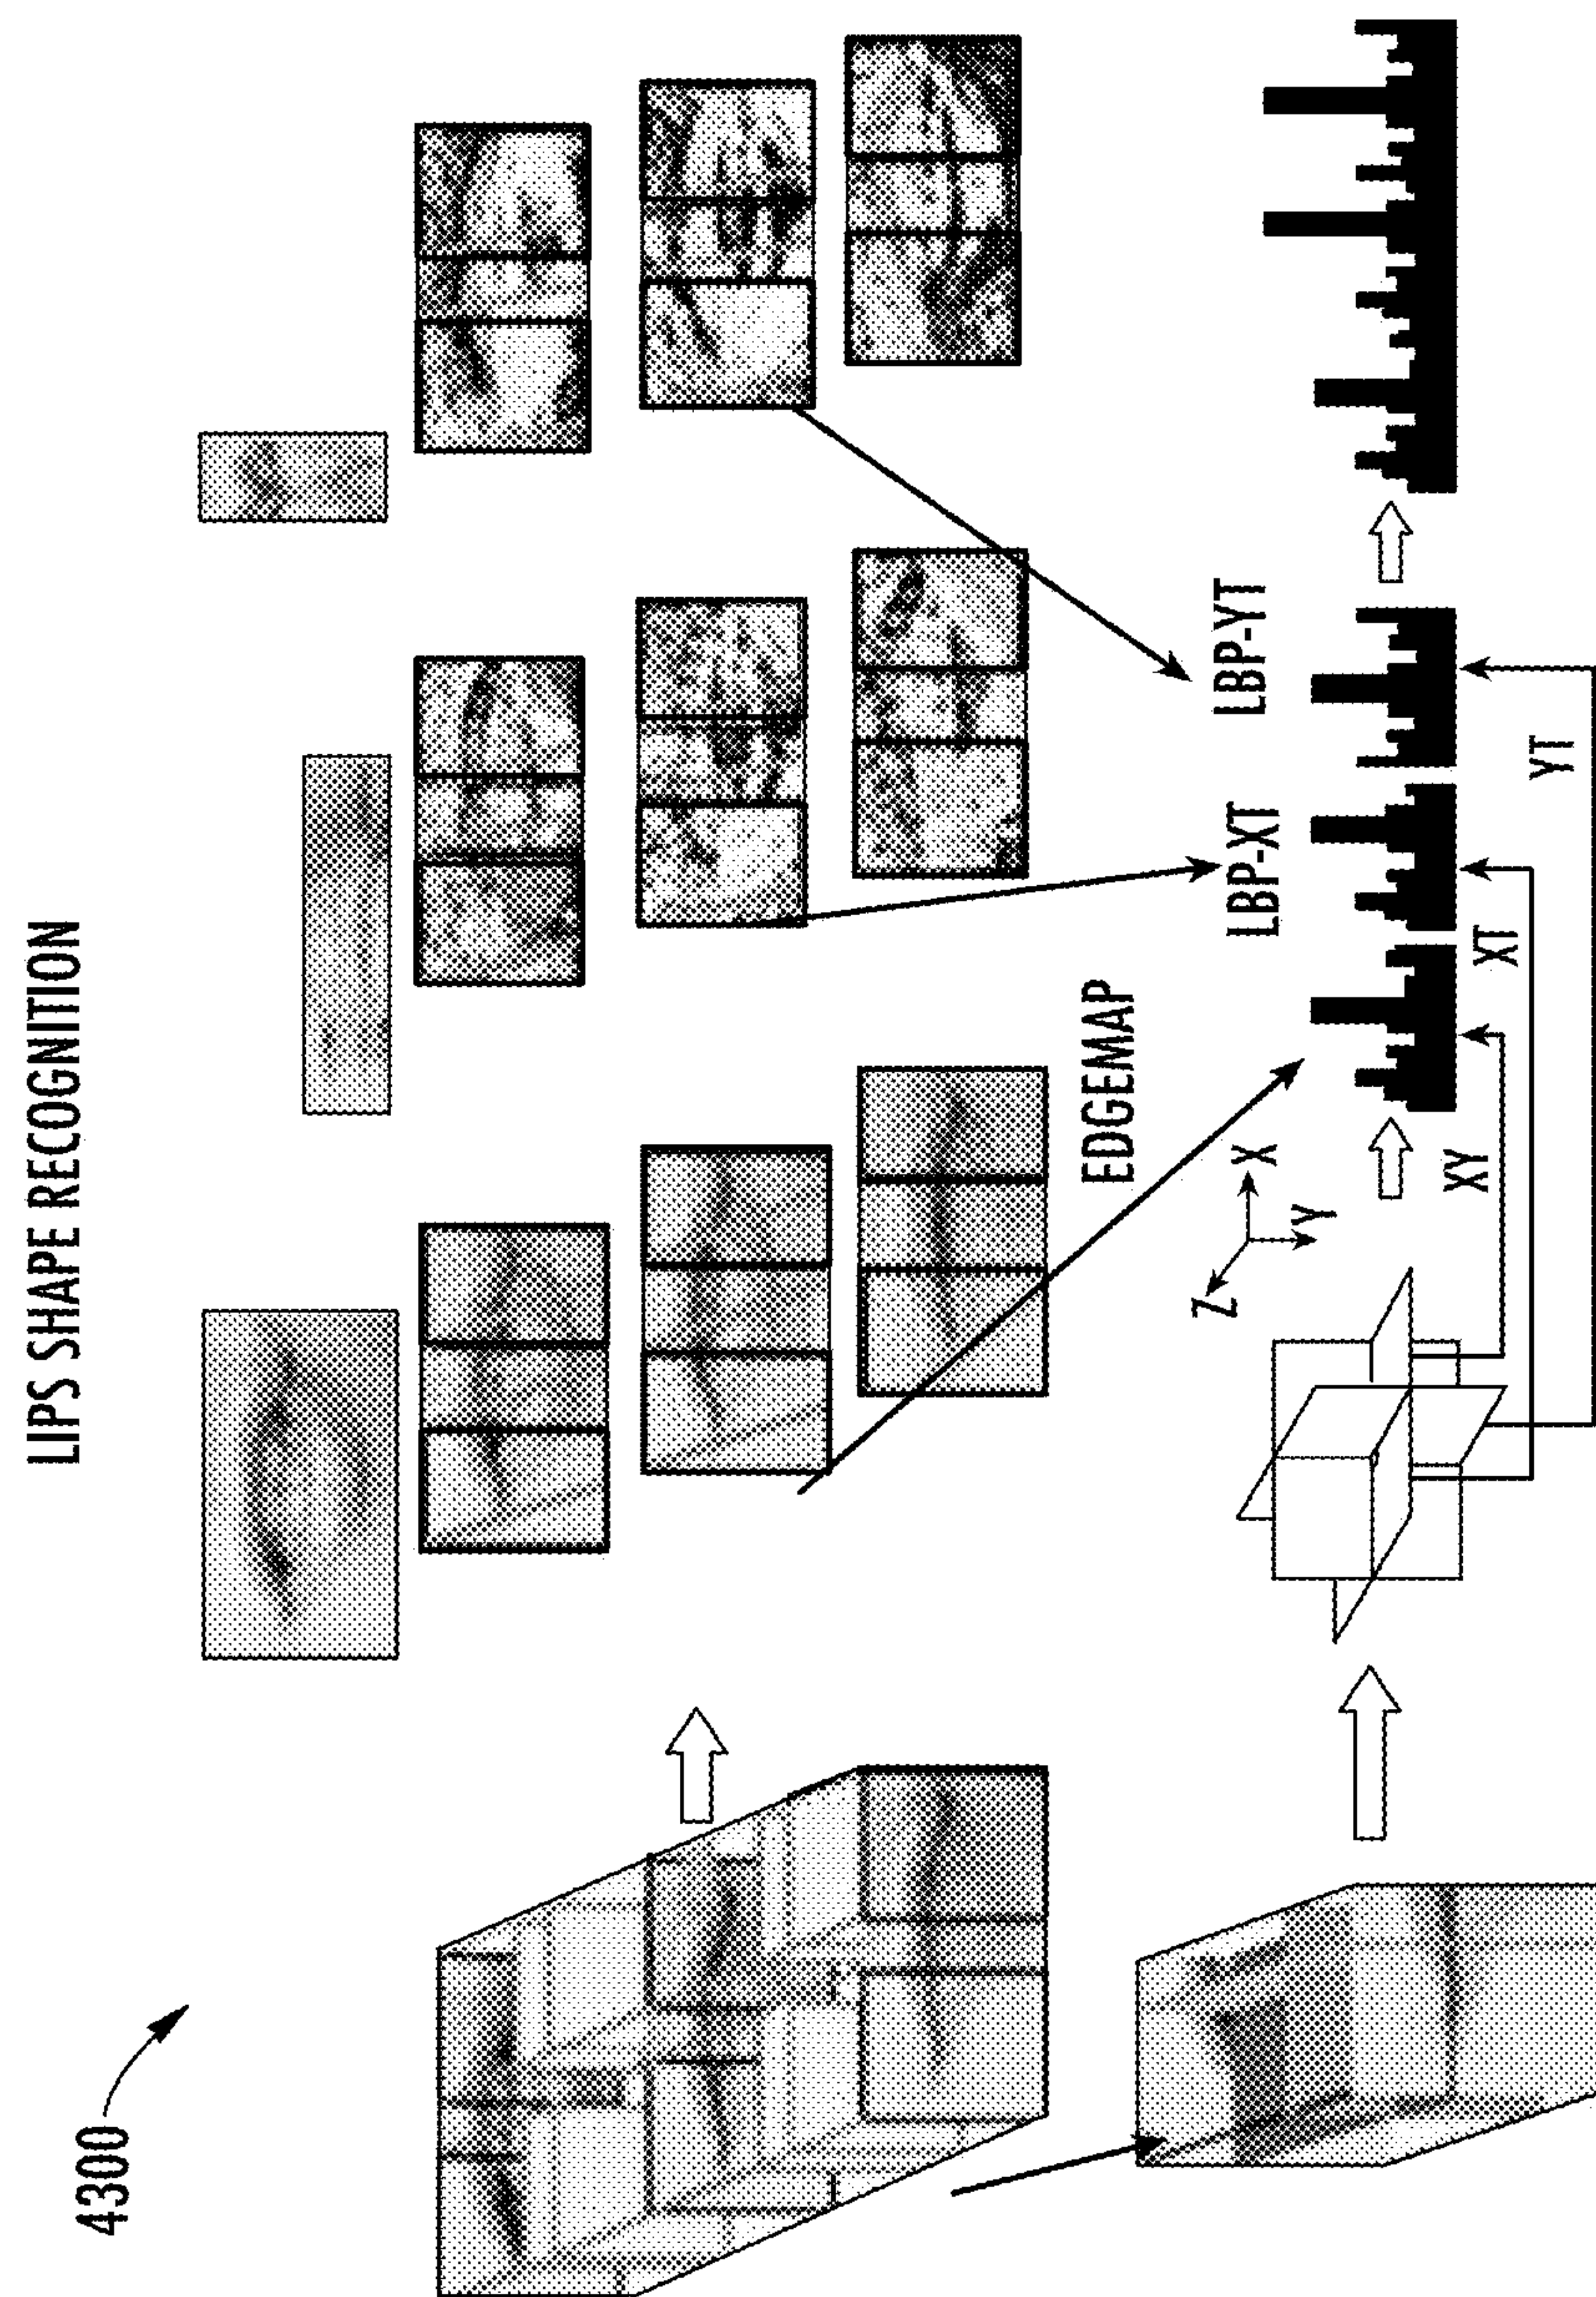 4300
LIPS SHAPE RECOGNITION
EDGEMAP
LBP-XT
LBP-YT
Z
X
Y
XY
XT
YT